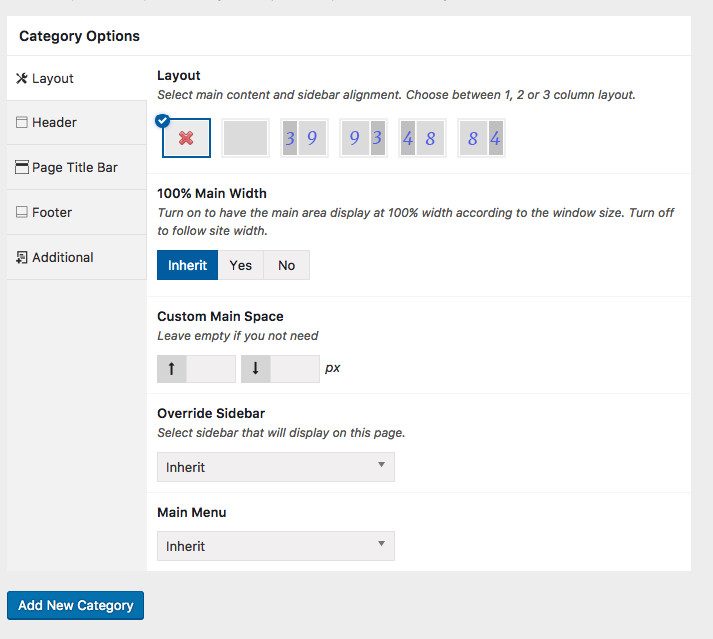 Category Options
Layout
Header
Page Title Bar
Footer
Additional
Layout
Select main content and sidebar alignment. Choose between 1, 2 or 3 column layout.
3 9 9 3 4 8 8 4
100% Main Width
Turn on to have the main area display at 100% width according to the window size. Turn off
to follow site width.
Inherit Yes No
Custom Main Space
Leave empty if you not need
px
Override Sidebar
Select sidebar that will display on this page.
Inherit
Main Menu
Inherit
Add New Category